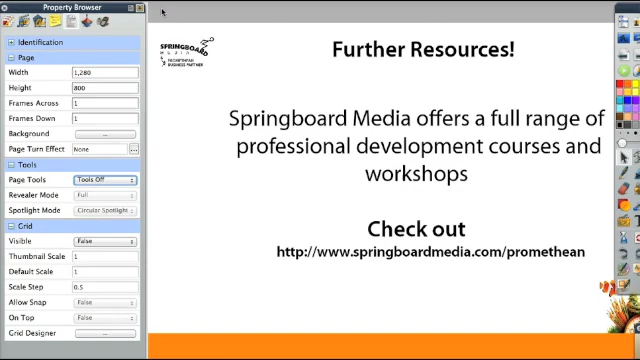 Property Browser
Identification
Page
Width 1,280
Height 800
Frames Across 1
Frames Down 1
Background ...
Page Turn Effect None ...
Tools
Page Tools Tools Off
Revealer Mode Full
Spotlight Mode Circular Spotlight
Grid
Visible False
Thumbnail Scale 1
Default Scale 1
Scale Step 0.5
Allow Snap False
On Top False
Grid Designer ...
SPRINGBOARD
MEDIA
PROMETHEAN
BUSINESS PARTNER
Further Resources!
Springboard Media offers a full range of
professional development courses and
workshops
Check out
http://www.springboardmedia.com/promethean